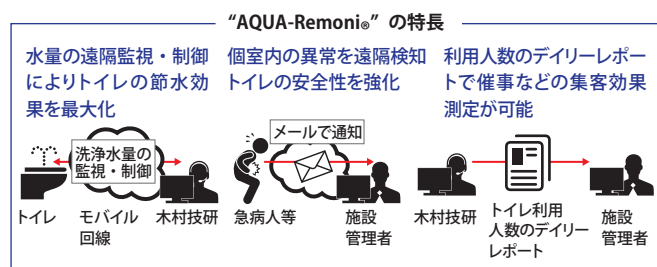 “AQUA-Remoni®” の特長
水量の遠隔監視・制御
によりトイレの節水効
果を最大化
洗浄水量の
監視・制御
トイレ
モバイル
回線
木村技研
個室内の異常を遠隔検知
トイレの安全性を強化
メールで通知
急病人等
施設
管理者
利用人数のデイリーレポー
トで催事などの集客効果
測定が可能
木村技研
トイレ利用
人数のデイリー
レポート
施設
管理者